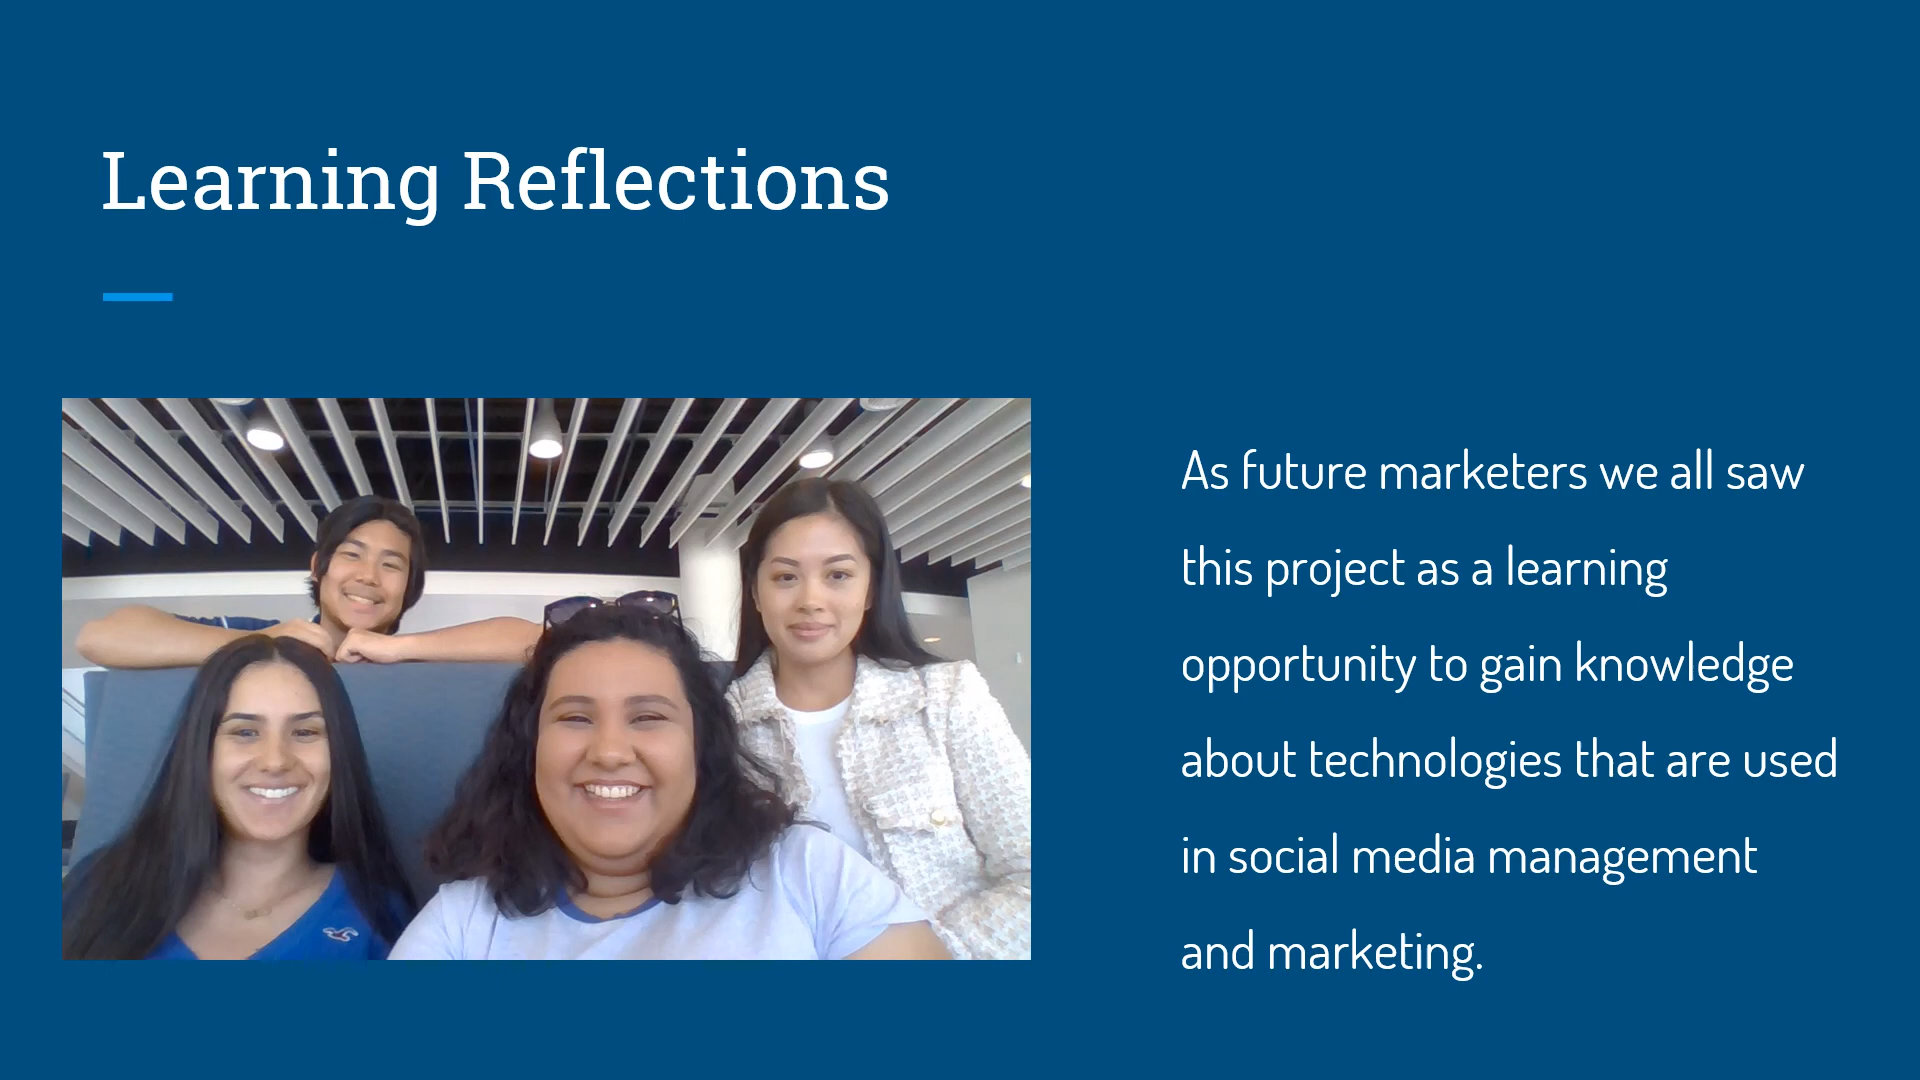 Learning Reflections
As future marketers we all saw
this project as a learning
opportunity to gain knowledge
about technologies that are used
in social media management
and marketing.